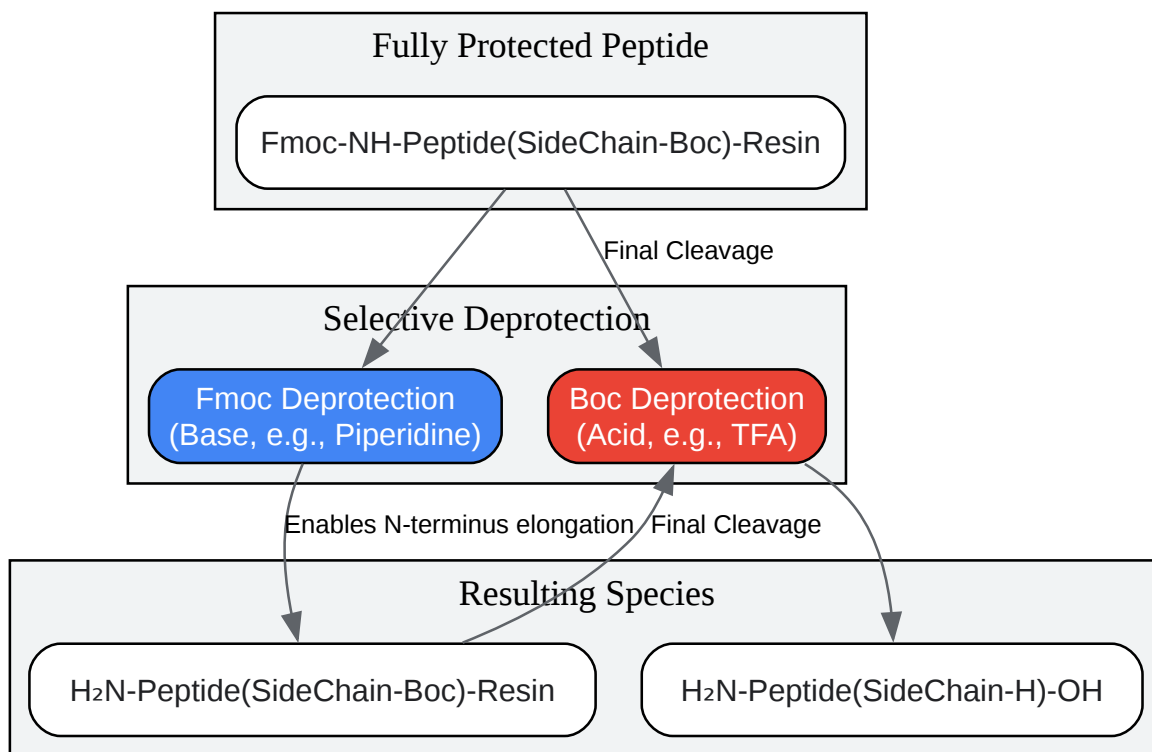 Fully Protected Peptide
Fmoc-NH-Peptide(SideChain-Boc)-Resin
Final Cleavage
Selective Deprotection
Fmoc Deprotection
(Base, e.g., Piperidine)
Boc Deprotection
(Acid, e.g., TFA)
Enables N-terminus elongation
Final Cleavage
Resulting Species
H₂N-Peptide(SideChain-Boc)-Resin
H₂N-Peptide(SideChain-H)-OH